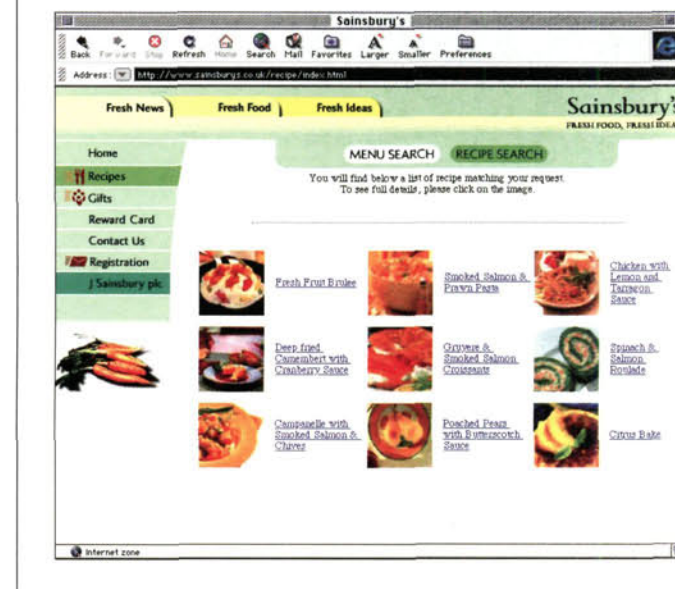 Sainsbury's
Back Forward Stop Refresh Home Search Mail Favorites Larger Smaller Preferences
Address: http://www.sainsburys.co.uk/recipe/index.html
Fresh News Fresh Food Fresh Ideas
Sainsbury's
FRESH FOOD, FRESH IDEA
Home
Recipes
Gifts
Reward Card
Contact Us
Registration
J Sainsbury plc
MENU SEARCH RECIPE SEARCH
You will find below a list of recipe matching your request.
To see full details, please click on the image.
Fresh Fruit Brulee
Smoked Salmon &
Prawn Pasta
Chicken with
Lemon and
Tarragon
Sauce
Deep fried
Camembert with
Cranberry Sauce
Gruyere &
Smoked Salmon
Croissants
Spinach &
Salmon
Roulade
Campanelle with
Smoked Salmon &
Chives
Poached Pears
with Butterscotch
Sauce
Citrus Bake
Internet zone